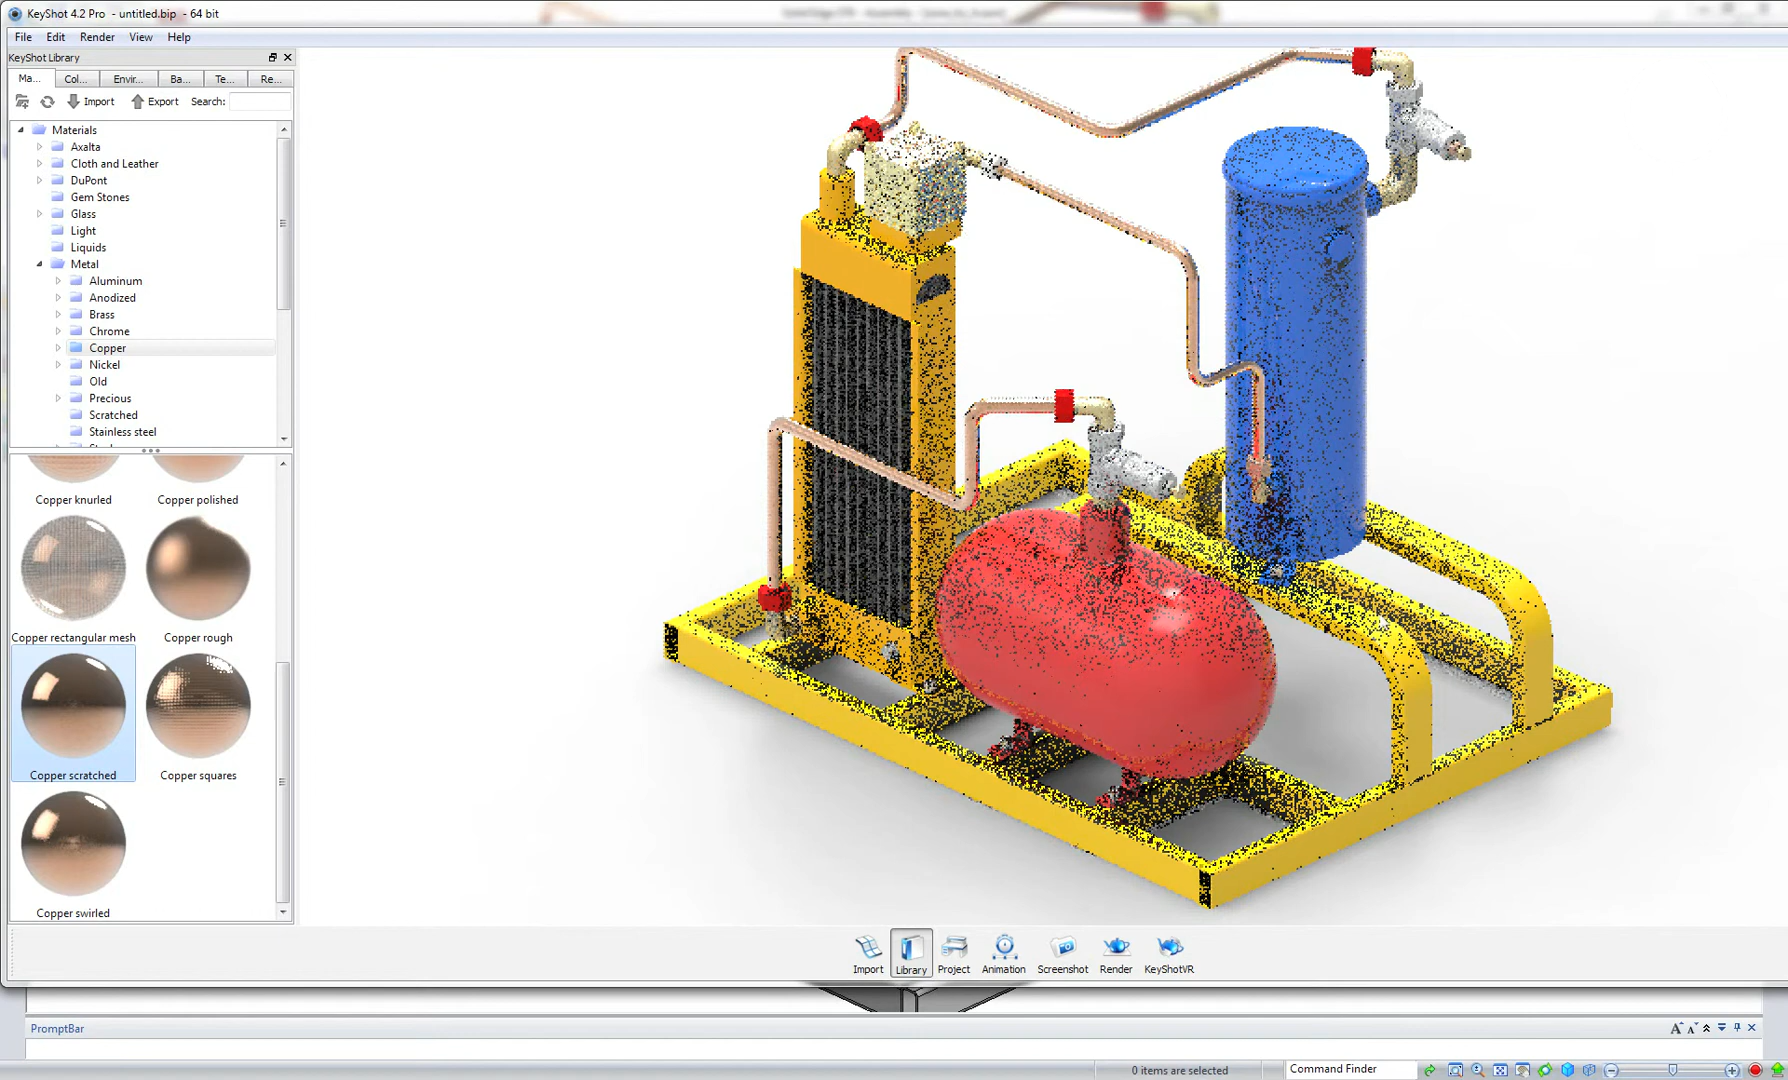 KeyShot 4.2 Pro - untitled.bip - 64 bit
File Edit Render View Help
KeyShot Library
Ma... Col... Envir... Ba... Te... Re...
Import Export Search:
Materials
Axalta
Cloth and Leather
DuPont
Gem Stones
Glass
Light
Liquids
Metal
Aluminum
Anodized
Brass
Chrome
Copper
Nickel
Old
Precious
Scratched
Stainless steel
Copper knurled Copper polished
Copper rectangular mesh Copper rough
Copper scratched Copper squares
Copper swirled
Import Library Project Animation Screenshot Render KeyShotVR
PromptBar
0 items are selected Command Finder